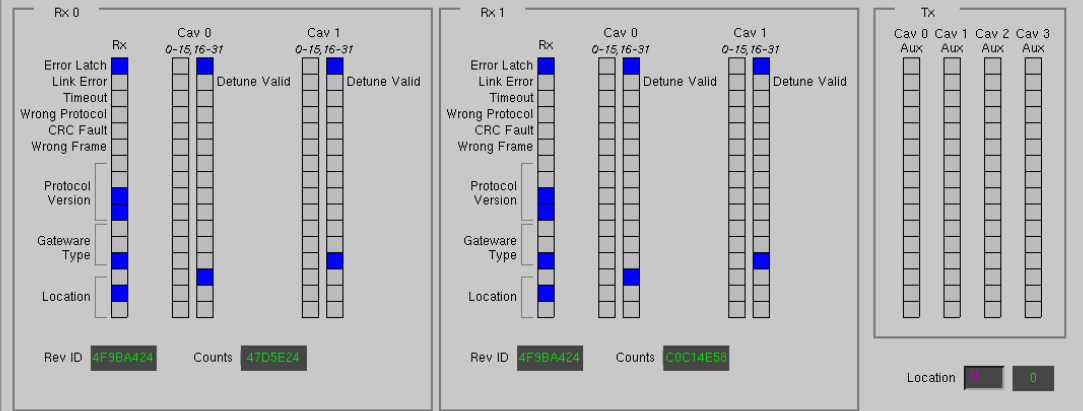 Rx 0
Rx
Cav 0
0-15,16-31
Cav 1
0-15,16-31
Error Latch
Link Error
Detune Valid
Detune Valid
Timeout
Wrong Protocol
CRC Fault
Wrong Frame
Protocol
Version
Gateware
Type
Location
Rev ID 4F9BA424 Counts 47D5E24
Rx 1
Rx
Cav 0
0-15,16-31
Cav 1
0-15,16-31
Error Latch
Link Error
Detune Valid
Detune Valid
Timeout
Wrong Protocol
CRC Fault
Wrong Frame
Protocol
Version
Gateware
Type
Location
Rev ID 4F9BA424 Counts C0C14E58
Tx
Cav 0 Cav 1 Cav 2 Cav 3
Aux Aux Aux Aux
Location 0